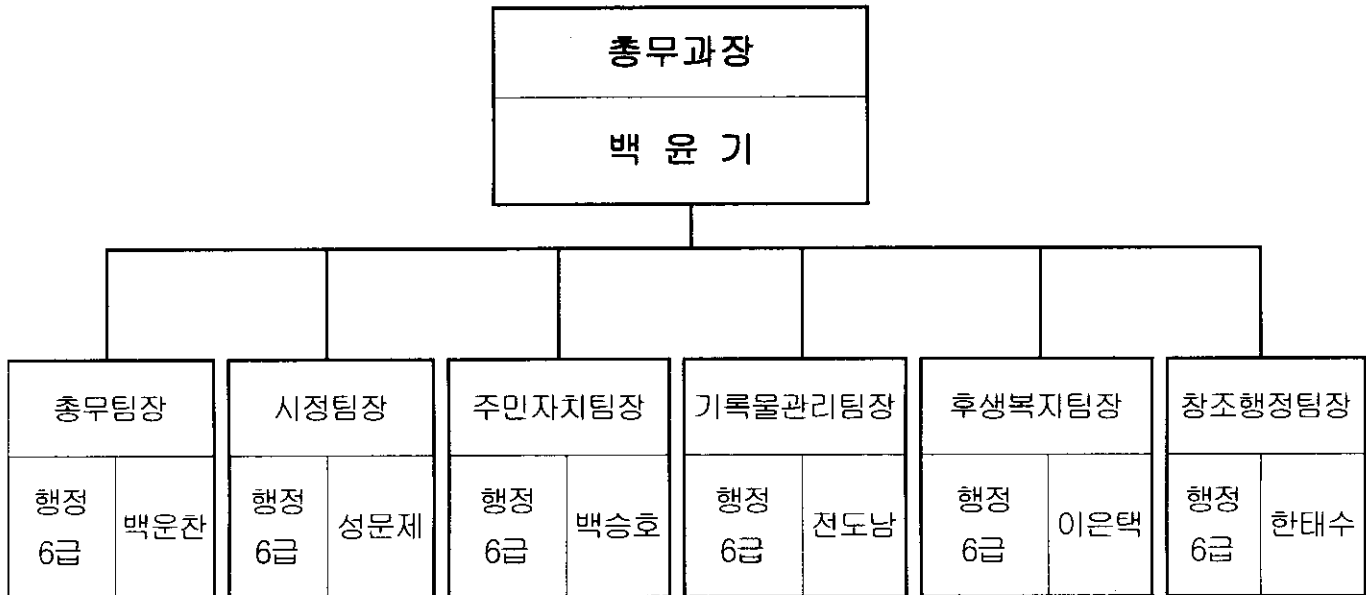 총무과장
백 윤 기
총무팀장 시정팀장 주민자치팀장 기록물관리팀장 후생복지팀장 창조행정팀장
행정 행정 행정 행정 행정 행정
백운찬 성문제 백승호 전도남 이은택 한태수
6급 6급 6급 6급 6급 6급